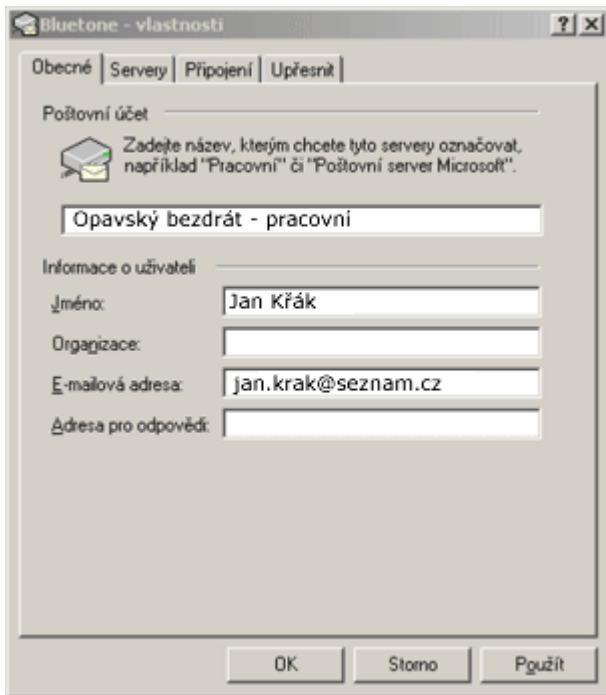 Bluetone - vlastnosti
Obecné Servery Připojení Upřesnit
Poštovní účet
Zadejte název, kterým chcete tyto servery označovat,
například "Pracovní" či "Poštovní server Microsoft".
Opavský bezdrát - pracovní
Informace o uživateli
Jméno: Jan Křák
Organizace:
E-mailová adresa: jan.krak@seznam.cz
Adresa pro odpovědi:
OK Storno Použít